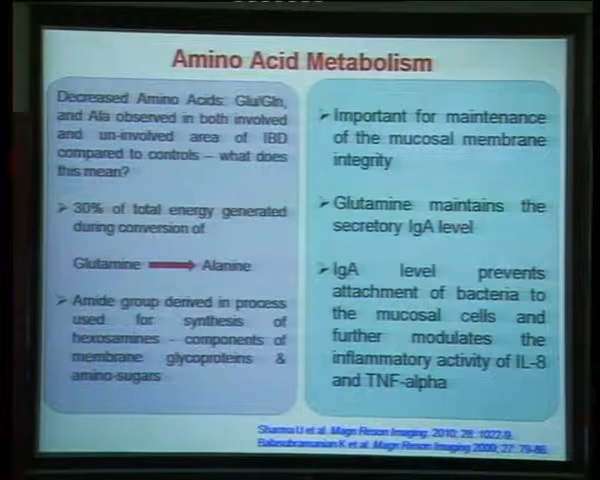 Amino Acid Metabolism
Decreased Amino Acids: Glu/Gln,
and Ala observed in both involved
and un-involved area of IBD
compared to controls – what does
this mean?
➤ 30% of total energy generated
during conversion of
Glutamine → Alanine
➤ Amide group derived in process
used for synthesis of
hexosamines - components of
membrane glycoproteins &
amino-sugars
➤ Important for maintenance
of the mucosal membrane
integrity
➤ Glutamine maintains the
secretory IgA level
➤ IgA level prevents
attachment of bacteria to
the mucosal cells and
further modulates the
inflammatory activity of IL-8
and TNF-alpha
Sharma U et al. Magn Reson Imaging. 2010; 28: 1022-9.
Balasubramanian K et al. Magn Reson Imaging 2009; 27: 79-86.